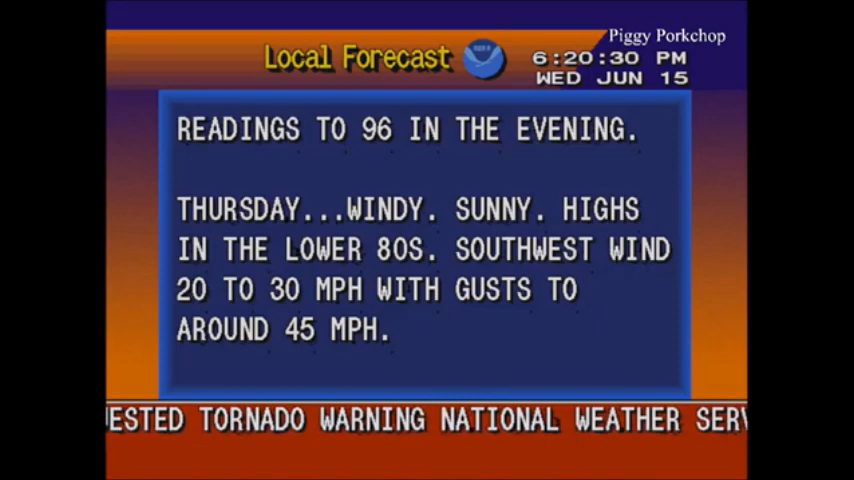 Piggy Porkchop
Local Forecast
6:20:30 PM
WED JUN 15
READINGS TO 96 IN THE EVENING.
THURSDAY...WINDY. SUNNY. HIGHS
IN THE LOWER 80S. SOUTHWEST WIND
20 TO 30 MPH WITH GUSTS TO
AROUND 45 MPH.
UESTED TORNADO WARNING NATIONAL WEATHER SERV